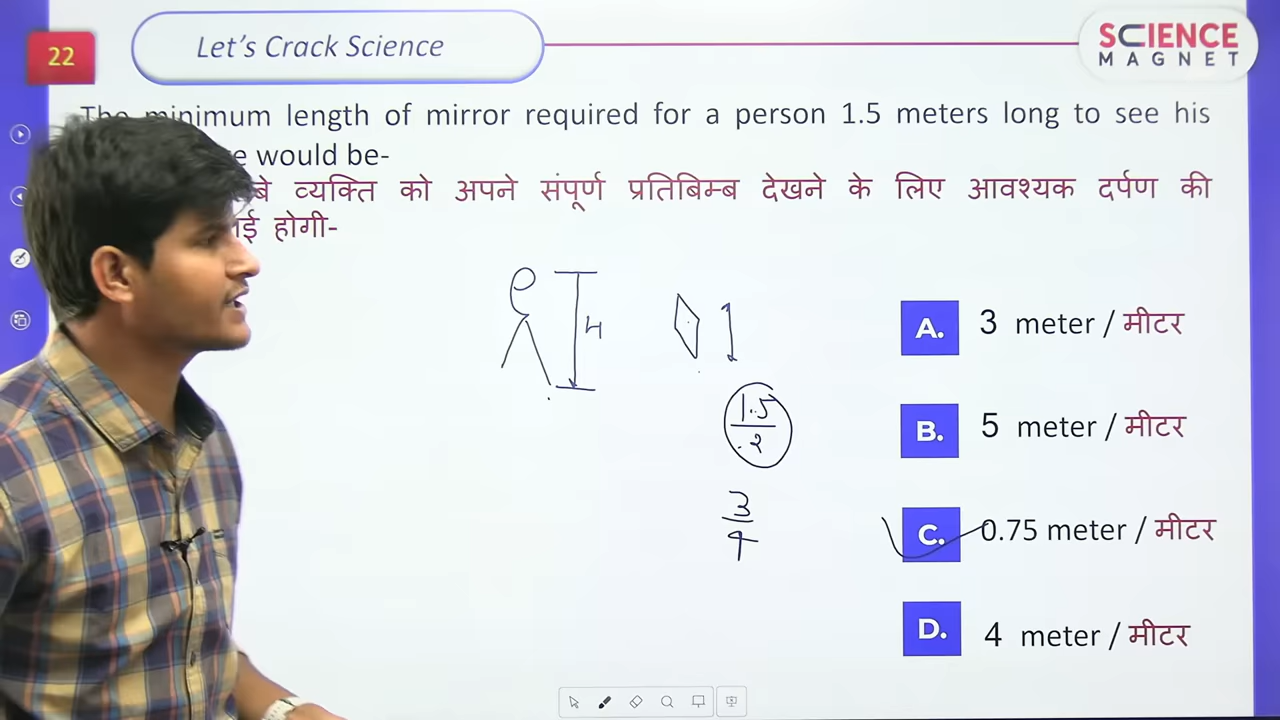 22
Let's Crack Science
SCIENCE
MAGNET
The minimum length of mirror required for a person 1.5 meters long to see his
would be-
व्यक्ति को अपने संपूर्ण प्रतिबिम्ब देखने के लिए आवश्यक दर्पण की
होगी-
h
1.5
2
3
4
A. 3 meter / मीटर
B. 5 meter / मीटर
C. 0.75 meter / मीटर
D. 4 meter / मीटर